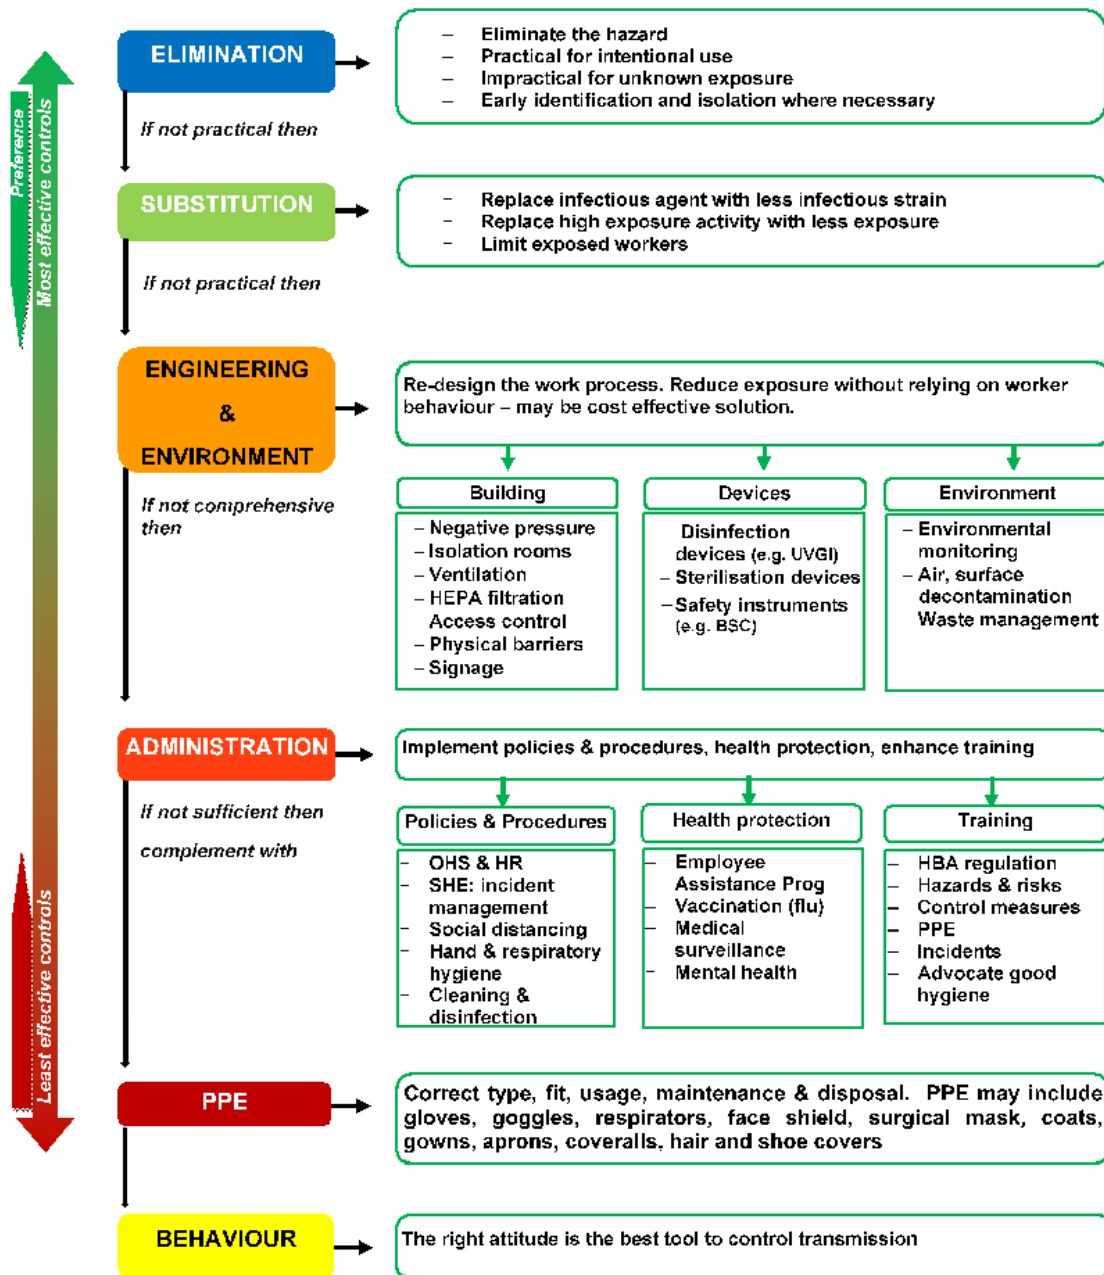 ELIMINATION
– Eliminate the hazard
– Practical for intentional use
– Impractical for unknown exposure
– Early identification and isolation where necessary
If not practical then
Preference
Most effective controls
SUBSTITUTION
- Replace infectious agent with less infectious strain
- Replace high exposure activity with less exposure
- Limit exposed workers
If not practical then
ENGINEERING
&
ENVIRONMENT
Re-design the work process. Reduce exposure without relying on worker
behaviour – may be cost effective solution.
If not comprehensive
then
Building
– Negative pressure
– Isolation rooms
– Ventilation
– HEPA filtration
Access control
– Physical barriers
– Signage
Devices
Disinfection
devices (e.g. UVGI)
– Sterilisation devices
– Safety instruments
(e.g. BSC)
Environment
– Environmental
monitoring
– Air, surface
decontamination
Waste management
ADMINISTRATION
Implement policies & procedures, health protection, enhance training
If not sufficient then
complement with
Policies & Procedures
– OHS & HR
– SHE: incident
management
– Social distancing
– Hand & respiratory
hygiene
– Cleaning &
disinfection
Health protection
– Employee
Assistance Prog
– Vaccination (flu)
– Medical
surveillance
– Mental health
Training
– HBA regulation
– Hazards & risks
– Control measures
– PPE
– Incidents
– Advocate good
hygiene
Least effective controls
PPE
Correct type, fit, usage, maintenance & disposal. PPE may include
gloves, goggles, respirators, face shield, surgical mask, coats,
gowns, aprons, coveralls, hair and shoe covers
BEHAVIOUR
The right attitude is the best tool to control transmission